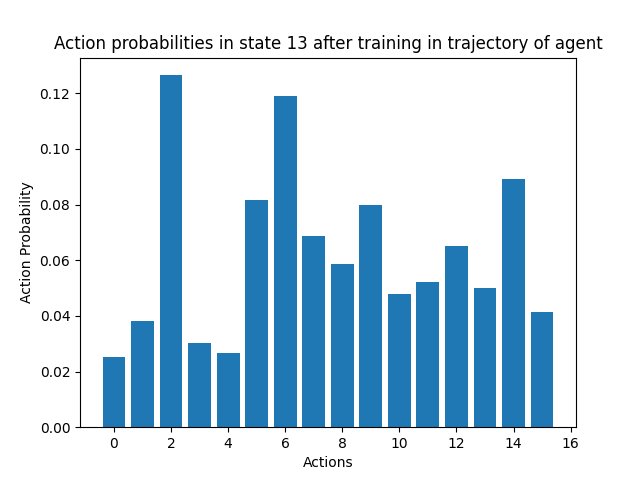 Action probabilities in state 13 after training in trajectory of agent
0.12
0.10
0.08
0.06
0.04
0.02
0.00
Action Probability
0 2 4 6 8 10 12 14 16
Actions